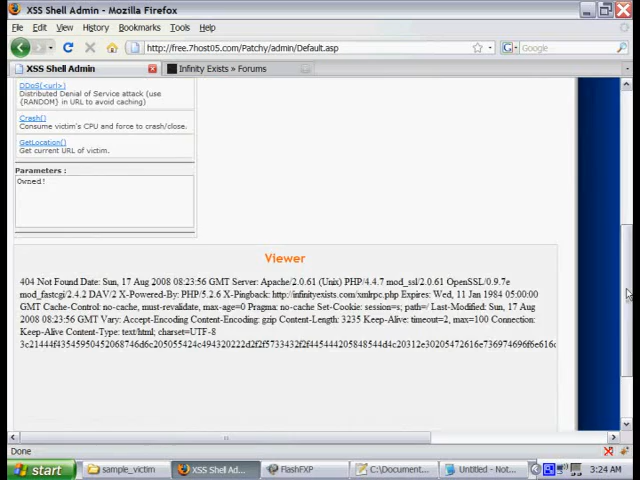 XSS Shell Admin - Mozilla Firefox
File Edit View History Bookmarks Tools Help
http://free.7host05.com/Patchy/admin/Default.asp
Google
XSS Shell Admin
Infinity Exists » Forums
DDoS(<url>)
Distributed Denial of Service attack (use
{RANDOM} in URL to avoid caching)
Crash()
Consume victim's CPU and force to crash/close.
GetLocation()
Get current URL of victim.
Parameters :
Owned!
Viewer
404 Not Found Date: Sun, 17 Aug 2008 08:23:56 GMT Server: Apache/2.0.61 (Unix) PHP/4.4.7 mod_ssl/2.0.61 OpenSSL/0.9.7e
mod_fastcgi/2.4.2 DAV/2 X-Powered-By: PHP/5.2.6 X-Pingback: http://infinityexists.com/xmlrpc.php Expires: Wed, 11 Jan 1984 05:00:00
GMT Cache-Control: no-cache, must-revalidate, max-age=0 Pragma: no-cache Set-Cookie: session=s; path=/ Last-Modified: Sun, 17
Aug 2008 08:23:56 GMT Vary: Accept-Encoding Content-Encoding: gzip Content-Length: 3235 Keep-Alive: timeout=2, max=100 Connection:
Keep-Alive Content-Type: text/html; charset=UTF-8
Done
start
sample_victim
XSS Shell Ad...
FlashFXP
C:\Document...
Untitled - Not...
3:24 AM